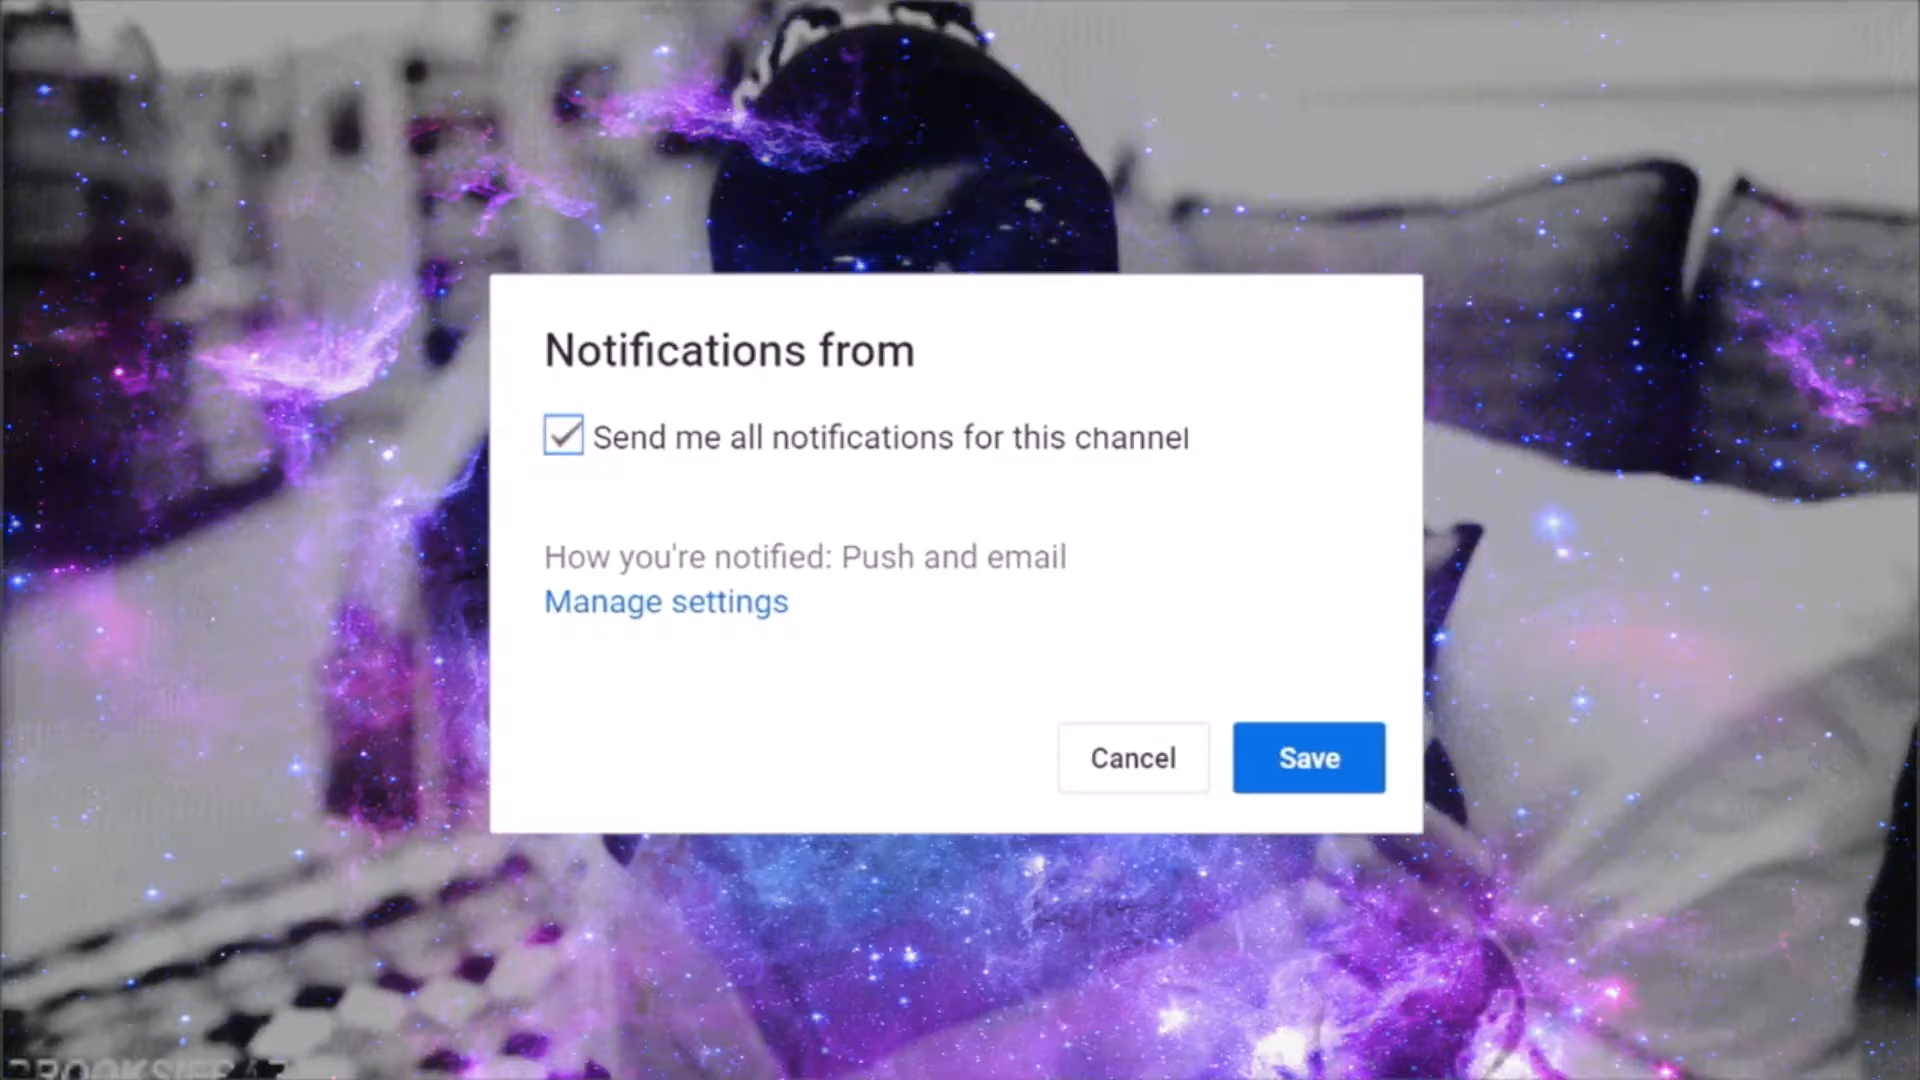 Notifications from
Send me all notifications for this channel
How you're notified: Push and email
Manage settings
Cancel
Save